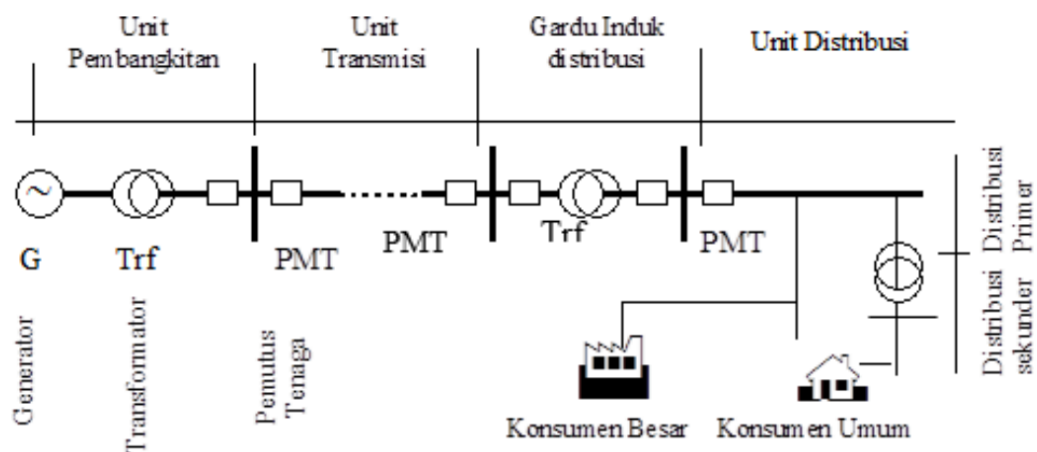 Unit
Pembangkitan
Unit
Transmisi
Gardu Induk
distribusi
Unit Distribusi
~
G
Trf
PMT
PMT
Trf
PMT
Generator
Transformator
Pemutus
Tenaga
Distribusi
Primer
Distribusi
sekunder
Konsumen Besar
Konsumen Umum